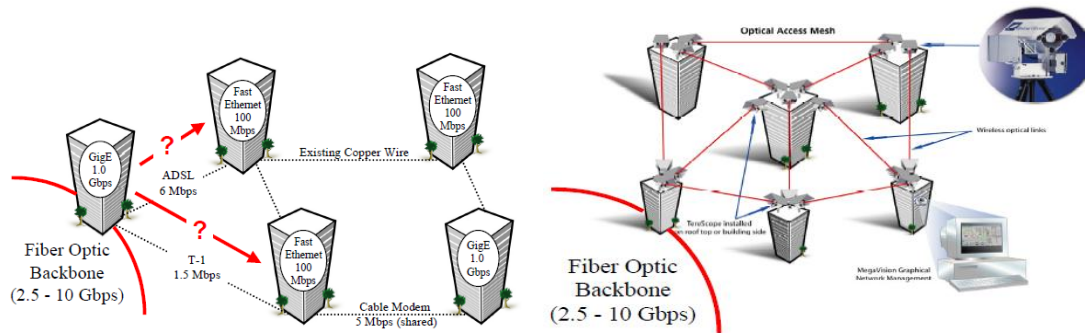 Fast
Ethernet
100
Mbps
Fast
Ethernet
100
Mbps
GigE
1.0
Gbps
?
Existing Copper Wire
ADSL
6 Mbps
?
Fiber Optic
Backbone
(2.5 - 10 Gbps)
T-1
1.5 Mbps
Fast
Ethernet
100
Mbps
GigE
1.0
Gbps
Cable Modem
5 Mbps (shared)
Optical Access Mesh
Wireless optical links
TereScope installed
on roof top or building side
Fiber Optic
Backbone
(2.5 - 10 Gbps)
MegaVision Graphical
Network Management